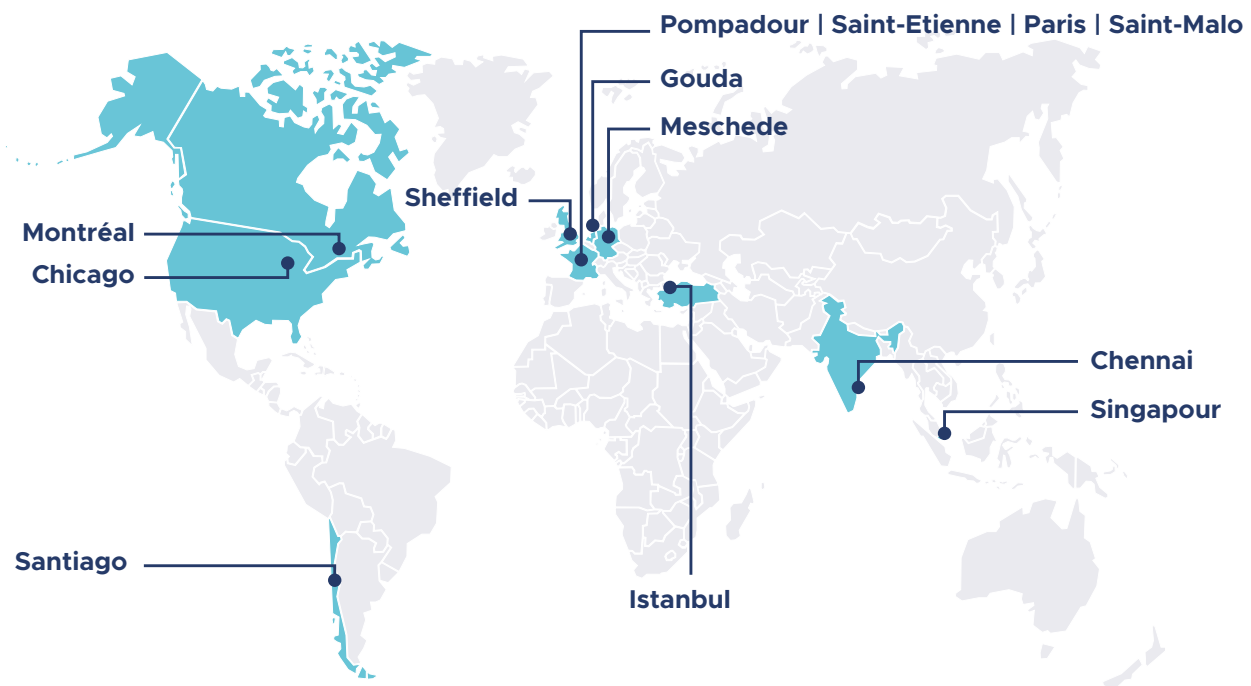 Pompadour | Saint-Etienne | Paris | Saint-Malo
Gouda
Meschede
Sheffield
Montréal
Chicago
Chennai
Singapour
Santiago
Istanbul